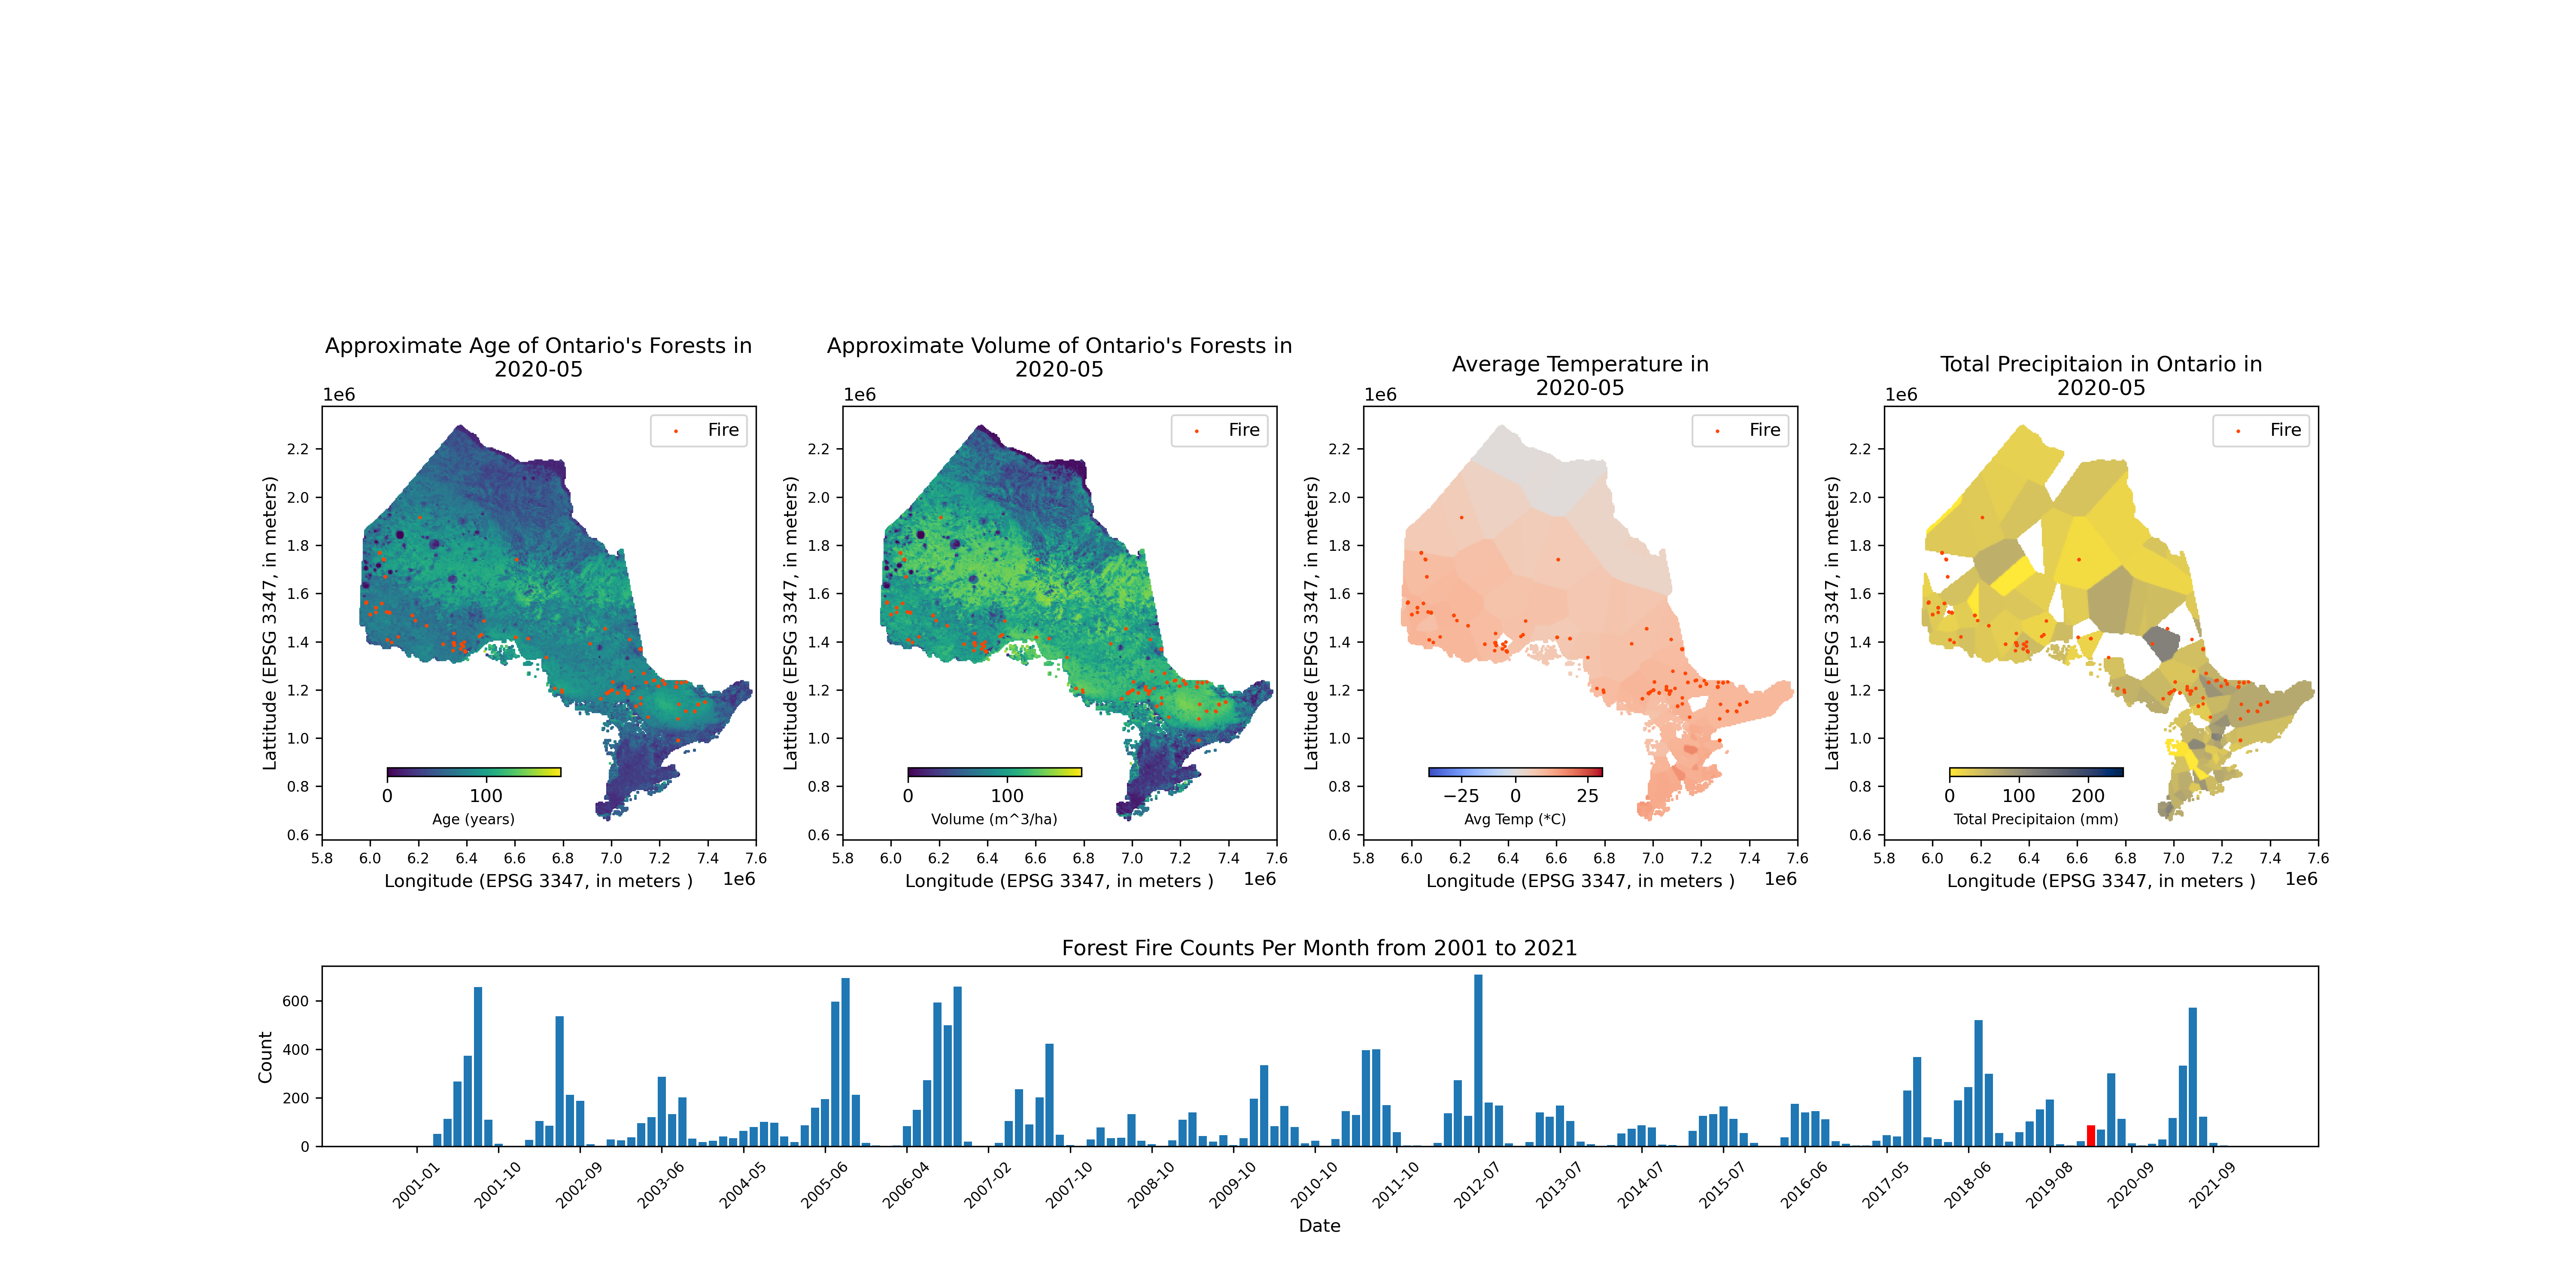 Approximate Age of Ontario's Forests in
2020-05
1e6
Fire
2.2
2.0
1.8
1.6
1.4
1.2
1.0
0.8
0.6
Lattitude (EPSG 3347, in meters)
0 100
Age (years)
5.8 6.0 6.2 6.4 6.6 6.8 7.0 7.2 7.4 7.6
Longitude (EPSG 3347, in meters )
1e6
Approximate Volume of Ontario's Forests in
2020-05
1e6
Fire
2.2
2.0
1.8
1.6
1.4
1.2
1.0
0.8
0.6
Lattitude (EPSG 3347, in meters)
0 100
Volume (m^3/ha)
5.8 6.0 6.2 6.4 6.6 6.8 7.0 7.2 7.4 7.6
Longitude (EPSG 3347, in meters )
1e6
Average Temperature in
2020-05
1e6
Fire
2.2
2.0
1.8
1.6
1.4
1.2
1.0
0.8
0.6
Lattitude (EPSG 3347, in meters)
−25 0 25
Avg Temp (*C)
5.8 6.0 6.2 6.4 6.6 6.8 7.0 7.2 7.4 7.6
Longitude (EPSG 3347, in meters )
1e6
Total Precipitaion in Ontario in
2020-05
1e6
Fire
2.2
2.0
1.8
1.6
1.4
1.2
1.0
0.8
0.6
Lattitude (EPSG 3347, in meters)
0 100 200
Total Precipitaion (mm)
5.8 6.0 6.2 6.4 6.6 6.8 7.0 7.2 7.4 7.6
Longitude (EPSG 3347, in meters )
1e6
Forest Fire Counts Per Month from 2001 to 2021
600
400
200
0
Count
2001-01 2001-10 2002-09 2003-06 2004-05 2005-06 2006-04 2007-02 2007-10 2008-10 2009-10 2010-10 2011-10 2012-07 2013-07 2014-07 2015-07 2016-06 2017-05 2018-06 2019-08 2020-09 2021-09
Date